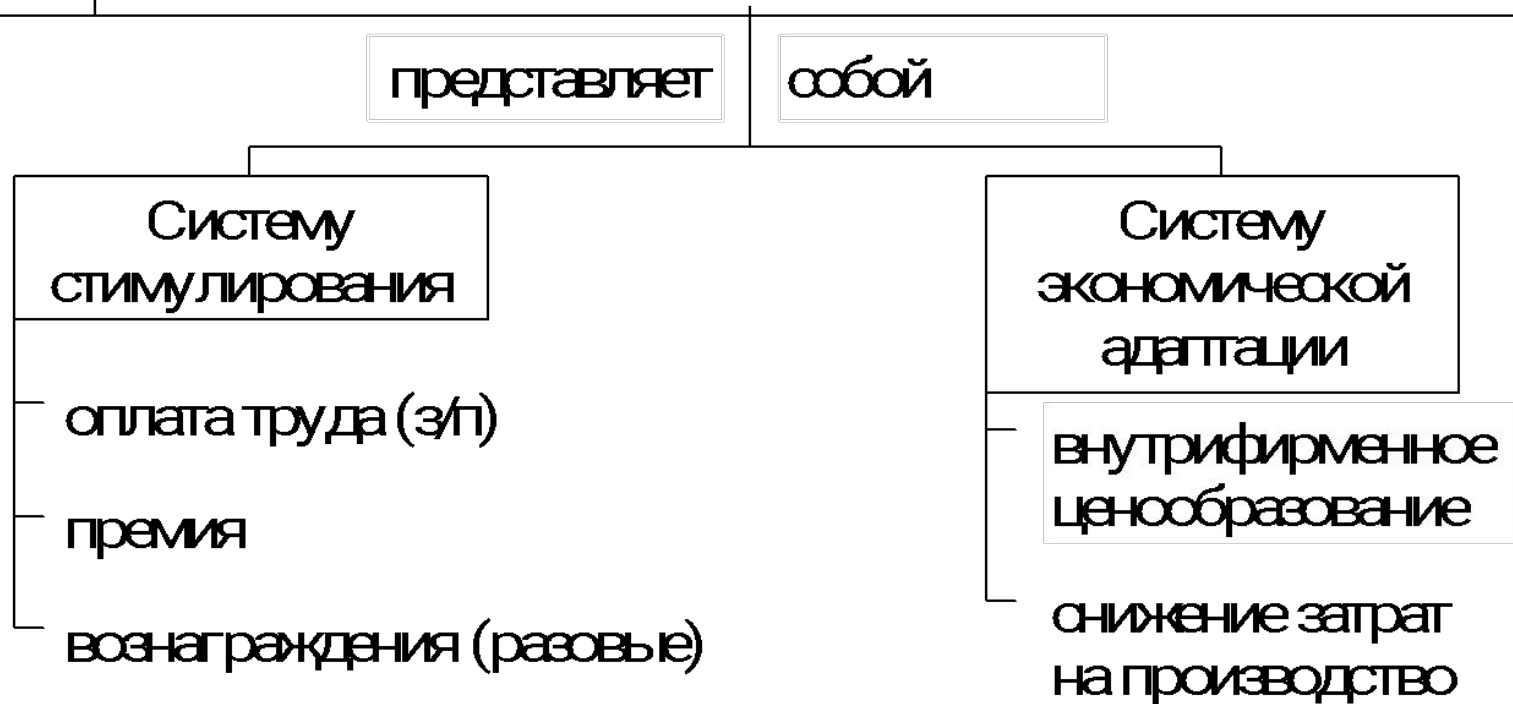 представляет собой
Систему
стимулирования
оплата труда (з/п)
премия
вознаграждения (разовые)
Систему
экономической
адаптации
внутрифирменное
ценообразование
снижение затрат
на производство